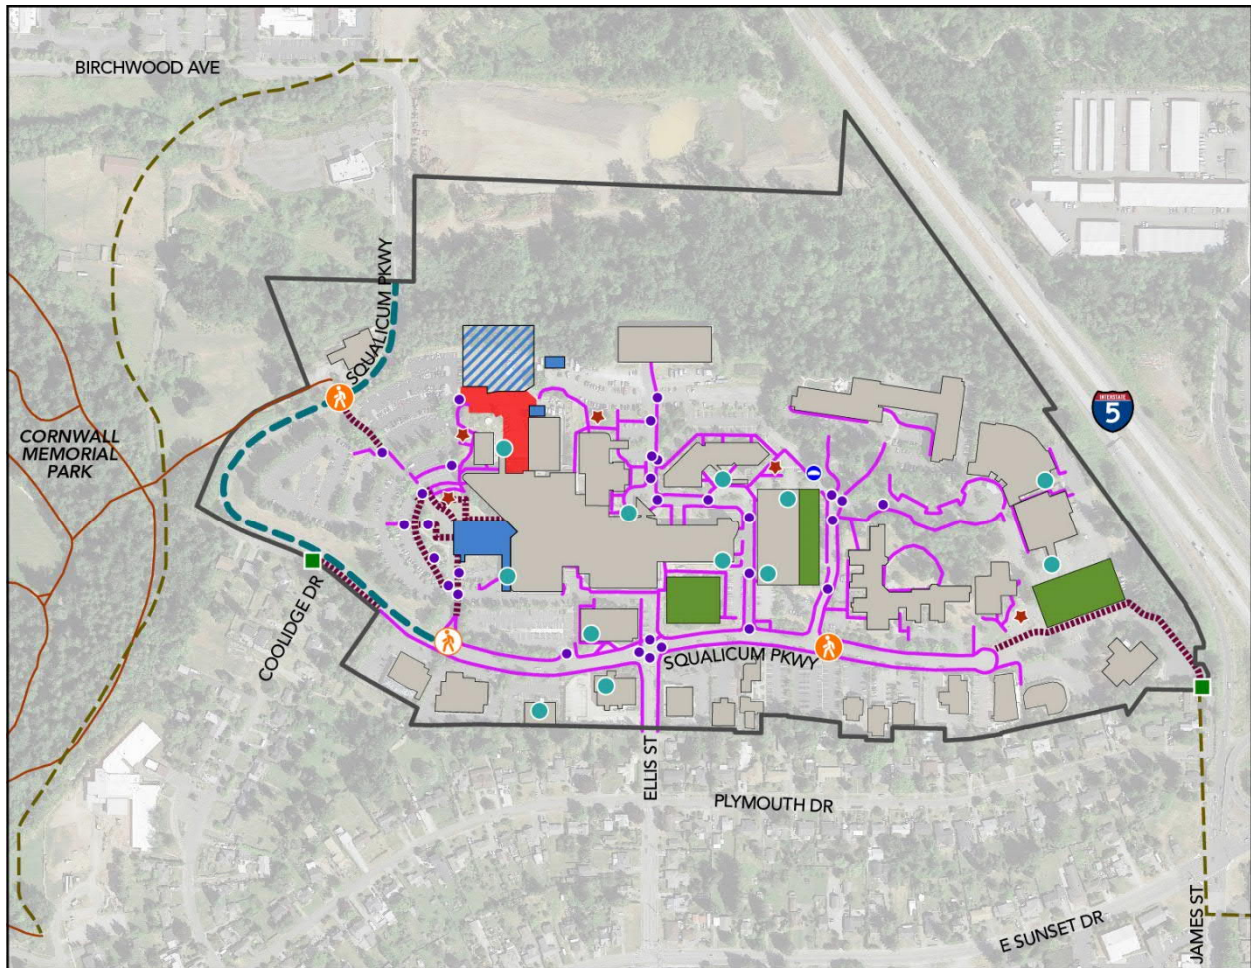 BIRCHWOOD AVE
SQUALICUM PKWY
INTERSTATE
5
CORNWALL
MEMORIAL
PARK
COOLIDGE DR
SQUALICUM PKWY
ELLIS ST
PLYMOUTH DR
E SUNSET DR
JAMES ST